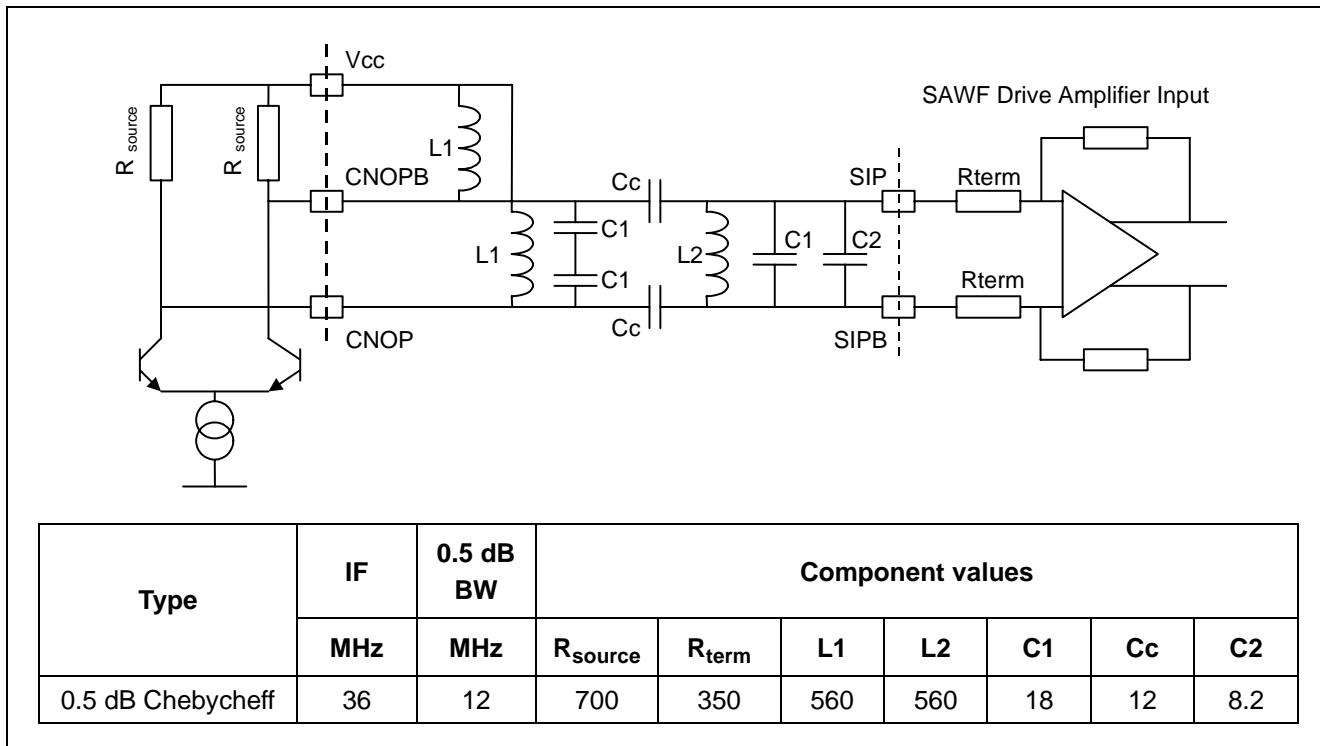 Vcc
SAWF Drive Amplifier Input
R source
R source
L1
CNOPB
Cc
SIP
Rterm
C1
L1
C1
L2
C1
C2
Rterm
Cc
CNOP
SIPB
Type
IF
0.5 dB
BW
Component values
MHz
MHz
Rsource
Rterm
L1
L2
C1
Cc
C2
0.5 dB Chebycheff
36
12
700
350
560
560
18
12
8.2